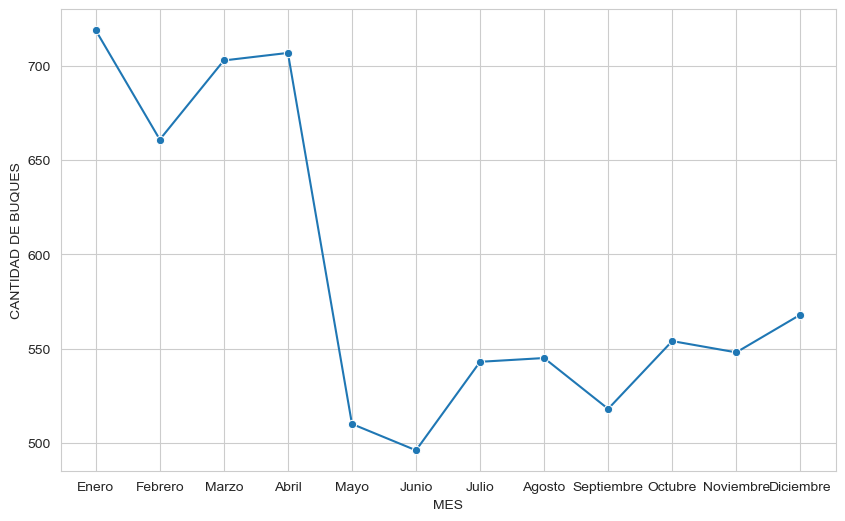 CANTIDAD DE BUQUES
700
650
600
550
500
Enero Febrero Marzo Abril Mayo Junio Julio Agosto Septiembre Octubre Noviembre Diciembre
MES